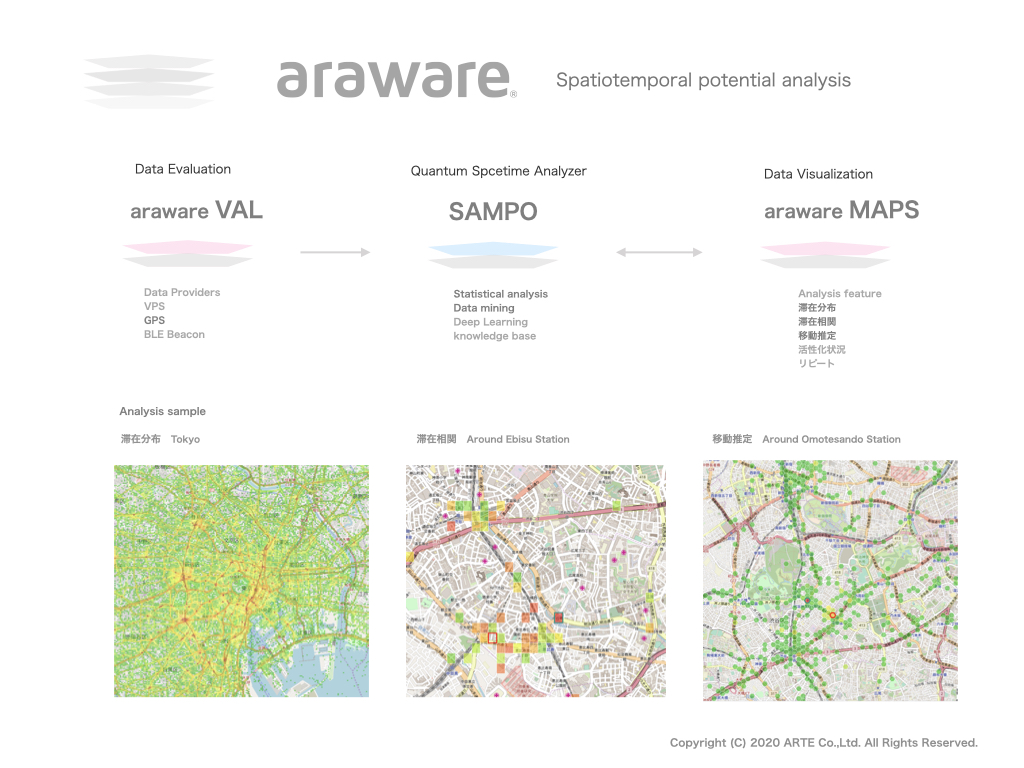 araware®
Spatiotemporal potential analysis
Data Evaluation
araware VAL
Data Providers
VPS
GPS
BLE Beacon
Quantum Spcetime Analyzer
SAMPO
Statistical analysis
Data mining
Deep Learning
knowledge base
Data Visualization
araware MAPS
Analysis feature
滞在分布
滞在相関
移動推定
活性化状況
リピート
Analysis sample
滞在分布 Tokyo
滞在相関 Around Ebisu Station
移動推定 Around Omotesando Station
Copyright (C) 2020 ARTE Co.,Ltd. All Rights Reserved.